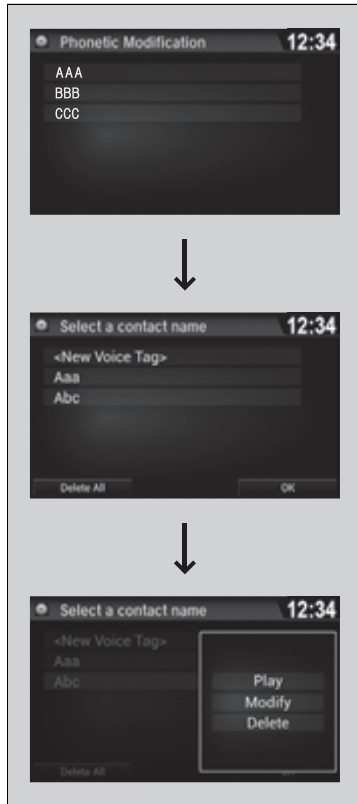 Phonetic Modification 12:34
AAA
BBB
CCC
Select a contact name 12:34
<New Voice Tag>
Aaa
Abc
Delete All OK
Select a contact name 12:34
<New Voice Tag>
Aaa
Abc
Play
Modify
Delete
Delete All